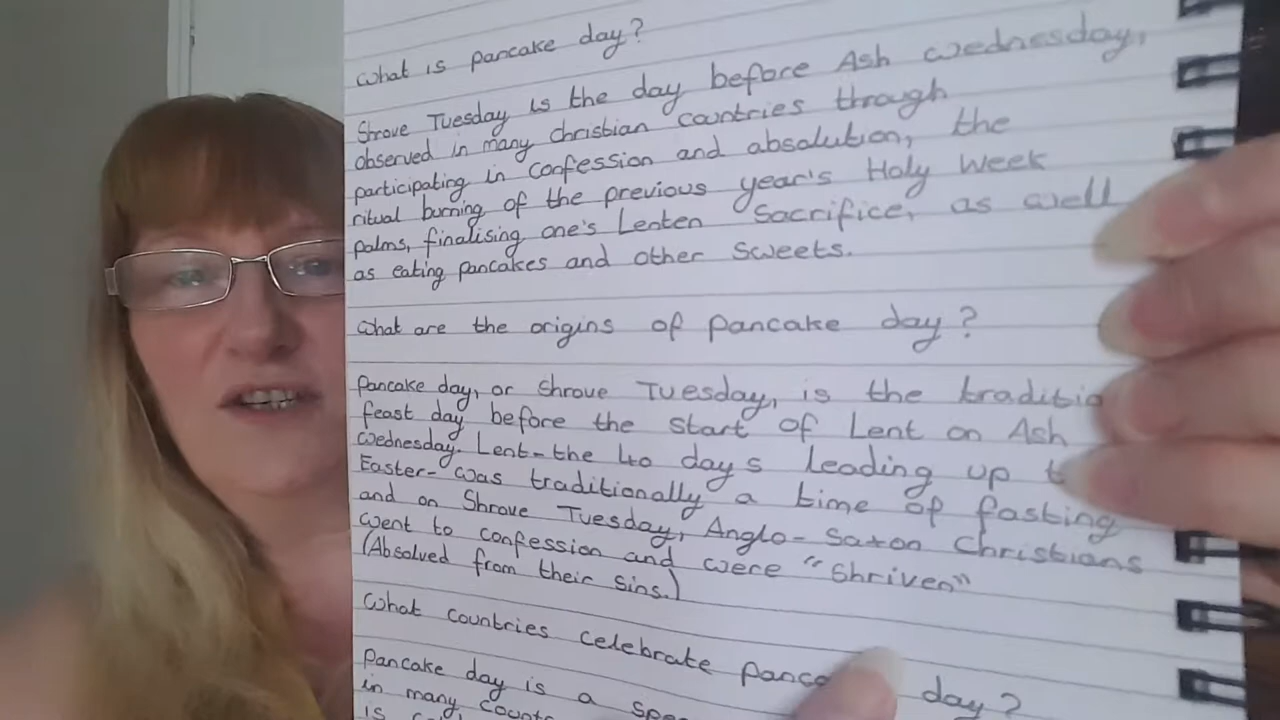 What is pancake day?
Shrove Tuesday is the day before Ash Wednesday,
observed in many Christian countries through
participating in confession and absolution, the
ritual burning of the previous year's Holy Week
palms, finalising one's Lenten Sacrifice, as well
as eating pancakes and other sweets.
What are the origins of pancake day?
Pancake day, or Shrove Tuesday, is the traditio
feast day before the start of Lent on Ash
Wednesday. Lent-the 40 days leading up t
Easter- was traditionally a time of fasting
and on Shrove Tuesday, Anglo-Saxon Christians
went to confession and were "Shriven"
(Absolved from their sins.)
What countries celebrate panca day?
Pancake day is a spe
in many count
is